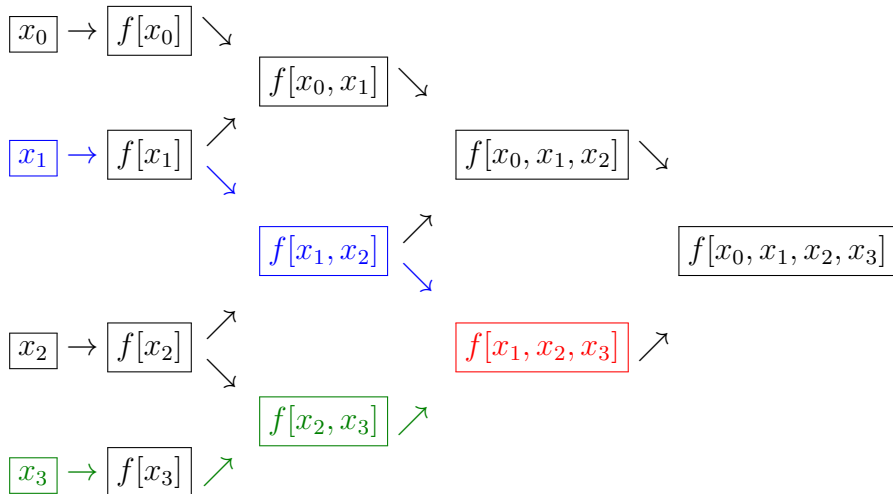 x_0 → f[x_0] ↘
f[x_0, x_1] ↘
x_1 → f[x_1] ↗ ↘
f[x_0, x_1, x_2] ↘
f[x_1, x_2] ↗ ↘
f[x_0, x_1, x_2, x_3]
x_2 → f[x_2] ↗ ↘
f[x_1, x_2, x_3] ↗
f[x_2, x_3] ↗
x_3 → f[x_3] ↗